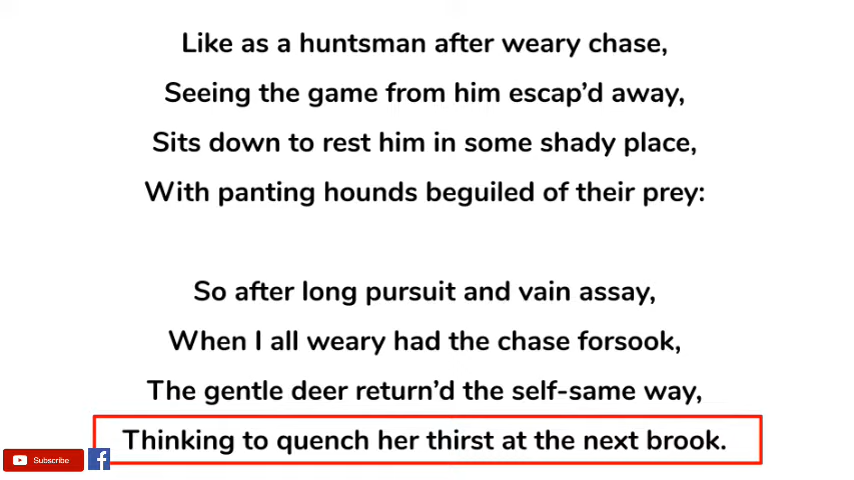 Like as a huntsman after weary chase,
Seeing the game from him escap’d away,
Sits down to rest him in some shady place,
With panting hounds beguiled of their prey:
So after long pursuit and vain assay,
When I all weary had the chase forsook,
The gentle deer return’d the self-same way,
Thinking to quench her thirst at the next brook.
Subscribe